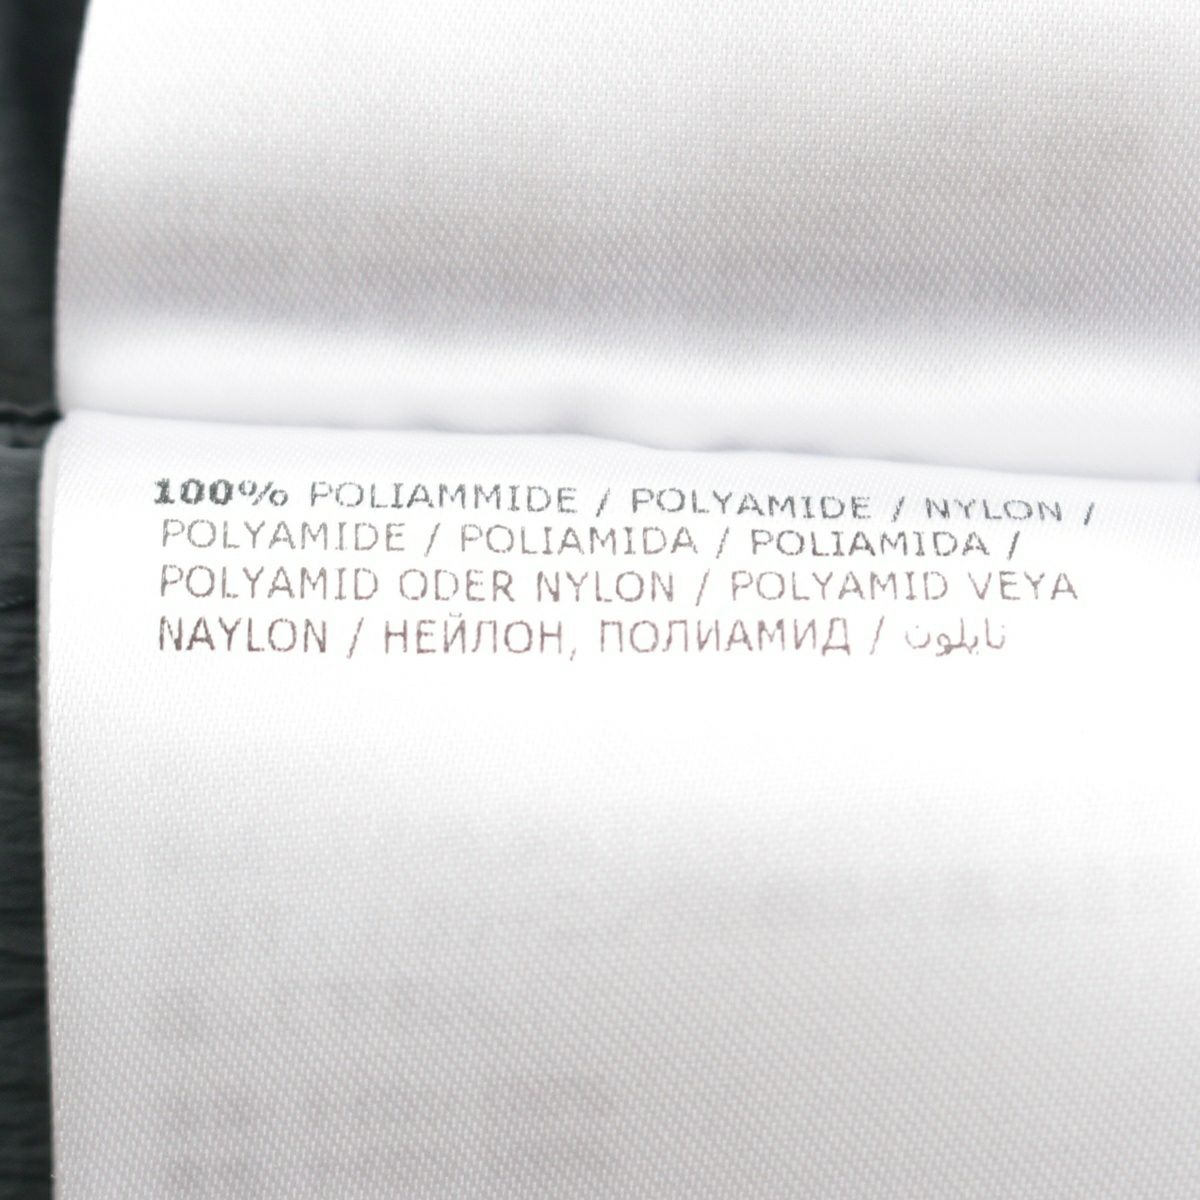 100% POLIAMMIDE / POLYAMIDE / NYLON /
POLYAMIDE / POLIAMIDA / POLIAMIDA /
POLYAMID ODER NYLON / POLYAMID VEYA
NAYLON / НЕЙЛОН, ПОЛИАМИД / نايلون